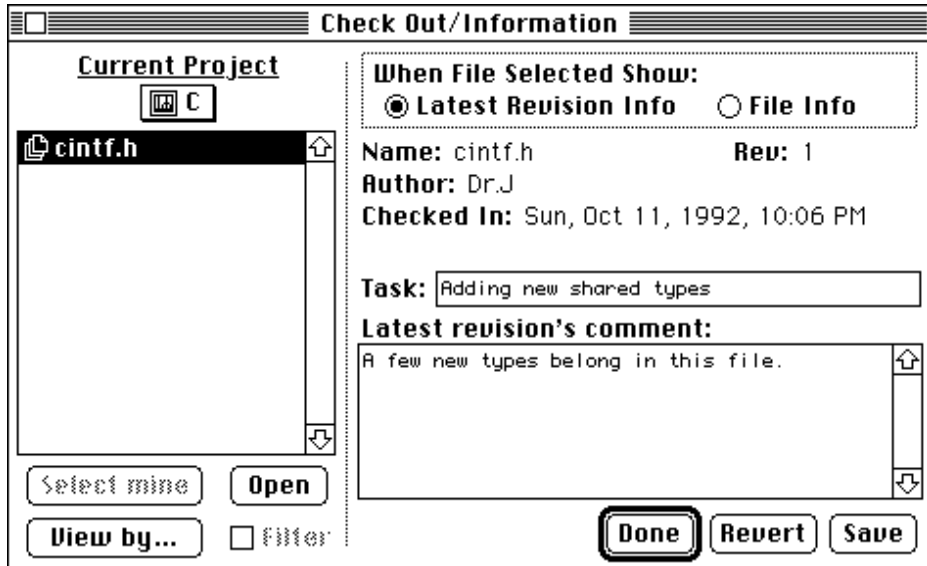 Check Out/Information
Current Project
C
cintf.h
Select mine
Open
View by...
Filter
When File Selected Show:
Latest Revision Info File Info
Name: cintf.h Rev: 1
Author: Dr.J
Checked In: Sun, Oct 11, 1992, 10:06 PM
Task: Adding new shared types
Latest revision's comment:
A few new types belong in this file.
Done Revert Save